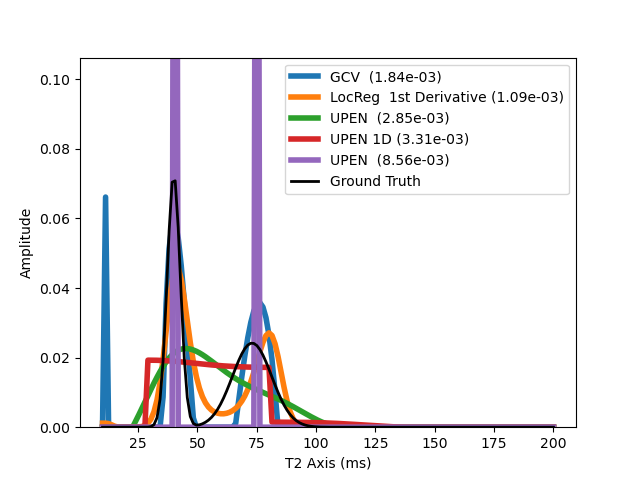 0.10
0.08
0.06
0.04
0.02
0.00
Amplitude
GCV (1.84e-03)
LocReg 1st Derivative (1.09e-03)
UPEN (2.85e-03)
UPEN 1D (3.31e-03)
UPEN (8.56e-03)
Ground Truth
25 50 75 100 125 150 175 200
T2 Axis (ms)